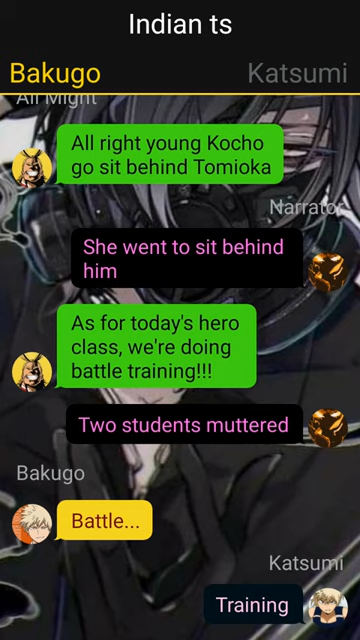 Indian ts
Bakugo
Katsumi
All Might
All right young Kocho
go sit behind Tomioka
Narrator
She went to sit behind
him
As for today's hero
class, we're doing
battle training!!!
Two students muttered
Bakugo
Battle...
Katsumi
Training